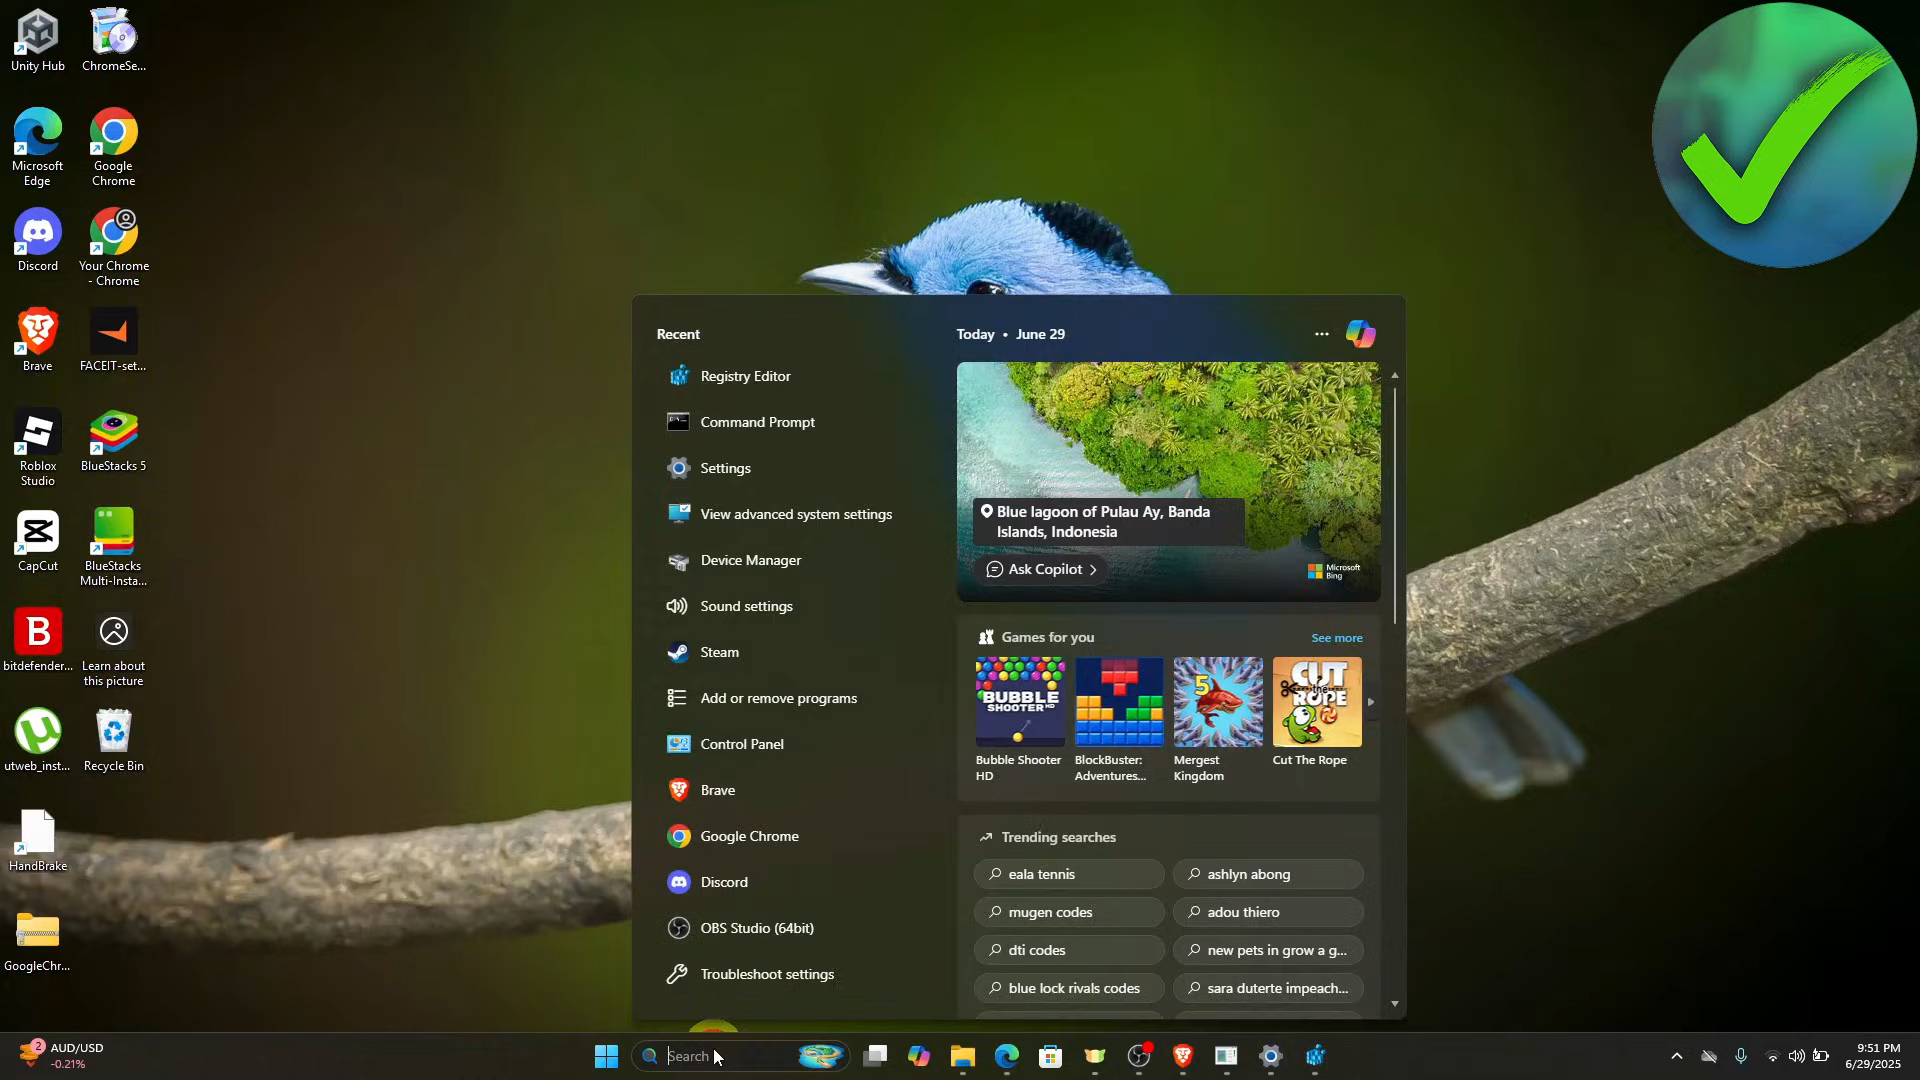 Unity Hub
ChromeSe...
Microsoft
Edge
Google
Chrome
Discord
Your Chrome
- Chrome
Brave
FACEIT-set...
Roblox
Studio
BlueStacks 5
CapCut
BlueStacks
Multi-Insta...
B
bitdefender...
Learn about
this picture
utweb_inst...
Recycle Bin
HandBrake
GoogleChr...
Recent
Registry Editor
Command Prompt
Settings
View advanced system settings
Device Manager
Sound settings
Steam
Add or remove programs
Control Panel
Brave
Google Chrome
Discord
OBS Studio (64bit)
Troubleshoot settings
Today • June 29
Blue lagoon of Pulau Ay, Banda
Islands, Indonesia
Ask Copilot
Microsoft
Bing
Games for you
See more
BUBBLE
SHOOTER HD
5
CUT
the
ROPE
Bubble Shooter
HD
BlockBuster:
Adventures...
Mergest
Kingdom
Cut The Rope
Trending searches
eala tennis
ashlyn abong
mugen codes
adou thiero
dti codes
new pets in grow a g...
blue lock rivals codes
sara duterte impeach...
2
AUD/USD
-0.21%
Search
9:51 PM
6/29/2025